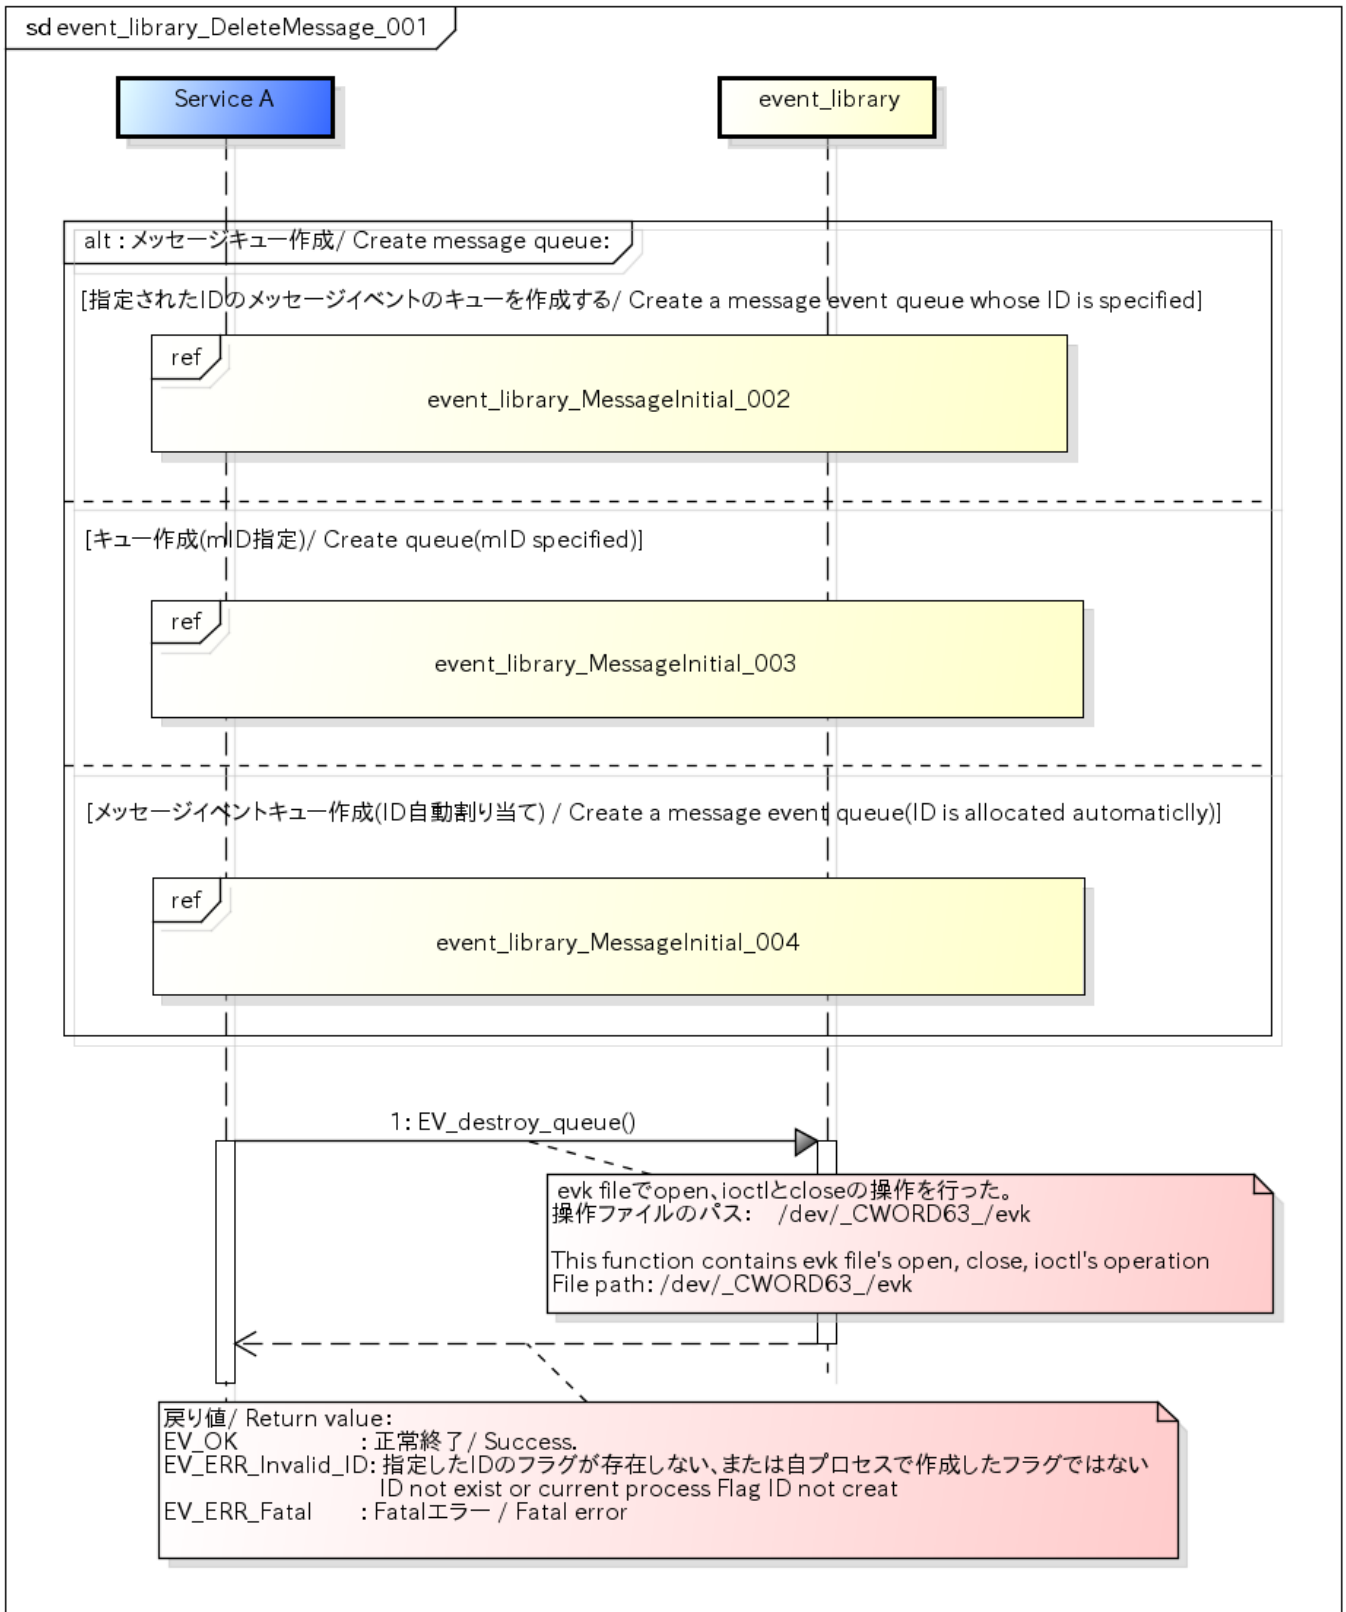 sd event_library_DeleteMessage_001
Service A
event_library
alt : メッセージキュー作成/ Create message queue:
[指定されたIDのメッセージイベントのキューを作成する/ Create a message event queue whose ID is specified]
ref
event_library_MessageInitial_002
[キュー作成(mID指定)/ Create queue(mID specified)]
ref
event_library_MessageInitial_003
[メッセージイベントキュー作成(ID自動割り当て) / Create a message event queue(ID is allocated automaticlly)]
ref
event_library_MessageInitial_004
1: EV_destroy_queue()
evk fileでopen、ioctlとcloseの操作を行った。
操作ファイルのパス： /dev/_CWORD63_/evk
This function contains evk file's open, close, ioctl's operation
File path: /dev/_CWORD63_/evk
戻り値/ Return value:
EV_OK : 正常終了/ Success.
EV_ERR_Invalid_ID: 指定したIDのフラグが存在しない、または自プロセスで作成したフラグではない
ID not exist or current process Flag ID not creat
EV_ERR_Fatal : Fatalエラー / Fatal error